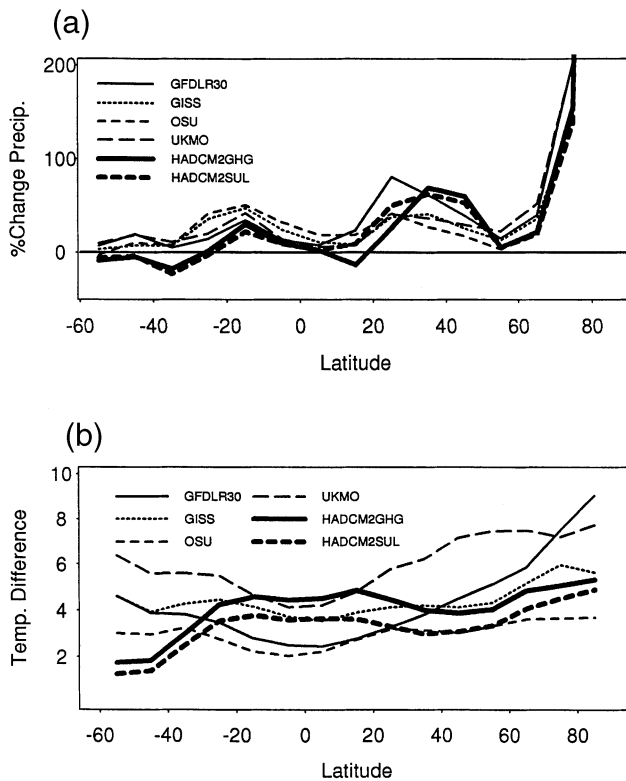 (a)
%Change Precip.
200
100
0
GFDLR30
GISS
OSU
UKMO
HADCM2GHG
HADCM2SUL
-60 -40 -20 0 20 40 60 80
Latitude
(b)
Temp. Difference
10
8
6
4
2
GFDLR30
GISS
OSU
UKMO
HADCM2GHG
HADCM2SUL
-60 -40 -20 0 20 40 60 80
Latitude